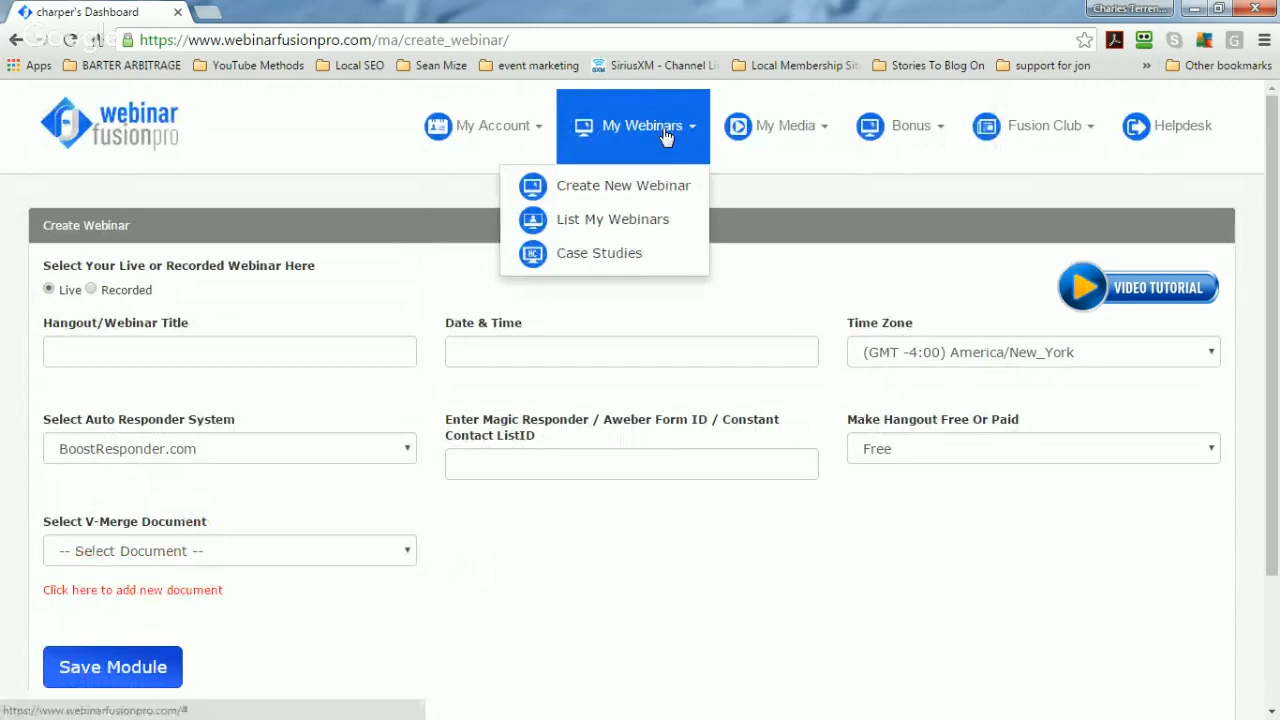 charper's Dashboard
Charles Terren...
Google
https://www.webinarfusionpro.com/ma/create_webinar/
Apps BARTER ARBITRAGE YouTube Methods Local SEO Sean Mize event marketing SiriusXM - Channel Li Local Membership Sit Stories To Blog On support for jon » Other bookmarks
webinar
fusionpro
My Account My Webinars My Media Bonus Fusion Club Helpdesk
Create New Webinar
List My Webinars
Case Studies
Create Webinar
Select Your Live or Recorded Webinar Here
Live Recorded
VIDEO TUTORIAL
Hangout/Webinar Title Date & Time Time Zone
(GMT -4:00) America/New_York
Select Auto Responder System Enter Magic Responder / Aweber Form ID / Constant Contact ListID Make Hangout Free Or Paid
BoostResponder.com Free
Select V-Merge Document
-- Select Document --
Click here to add new document
Save Module
https://www.webinarfusionpro.com/#